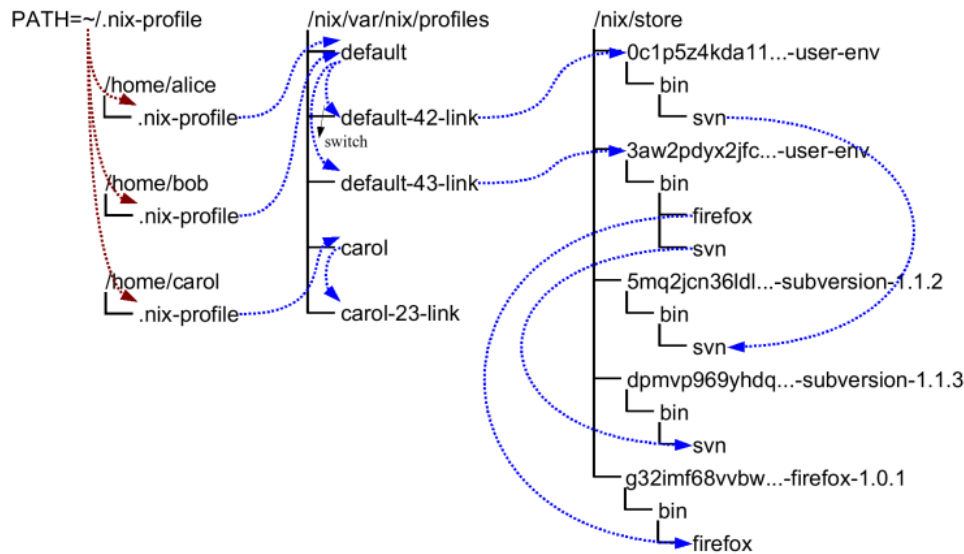 PATH=~/.nix-profile
/home/alice
.nix-profile
/home/bob
.nix-profile
/home/carol
.nix-profile
/nix/var/nix/profiles
default
default-42-link
switch
default-43-link
carol
carol-23-link
/nix/store
0c1p5z4kda11...-user-env
bin
svn
3aw2pdyx2jfc...-user-env
bin
firefox
svn
5mq2jcn36ldl...-subversion-1.1.2
bin
svn
dpmvp969yhdq...-subversion-1.1.3
bin
svn
g32imf68vvbw...-firefox-1.0.1
bin
firefox